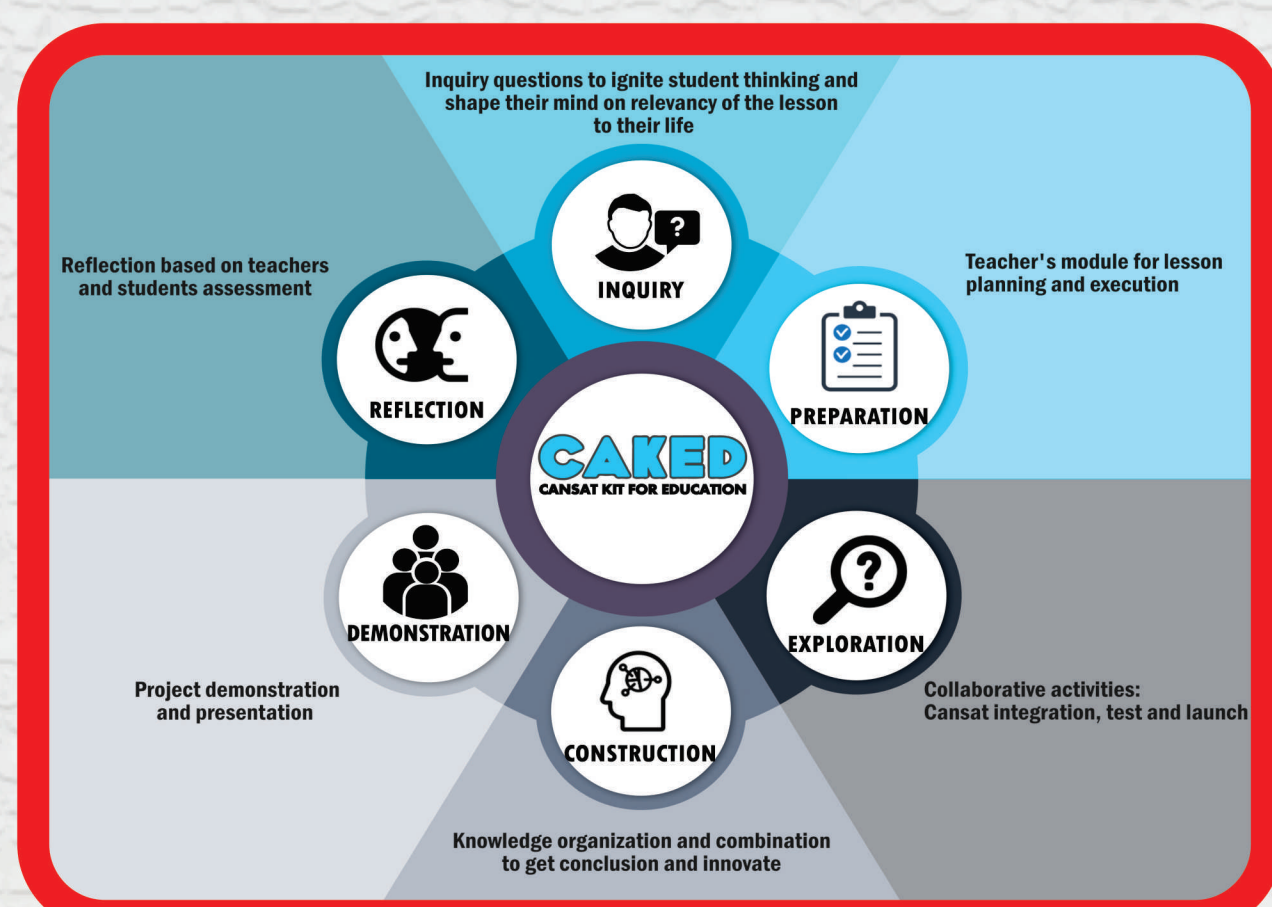 Inquiry questions to ignite student thinking and
shape their mind on relevancy of the lesson
to their life
?
INQUIRY
Teacher's module for lesson
planning and execution
PREPARATION
?
EXPLORATION
Collaborative activities:
Cansat integration, test and launch
CONSTRUCTION
Knowledge organization and combination
to get conclusion and innovate
DEMONSTRATION
Project demonstration
and presentation
Reflection based on teachers
and students assessment
REFLECTION
CAKED
CANSAT KIT FOR EDUCATION